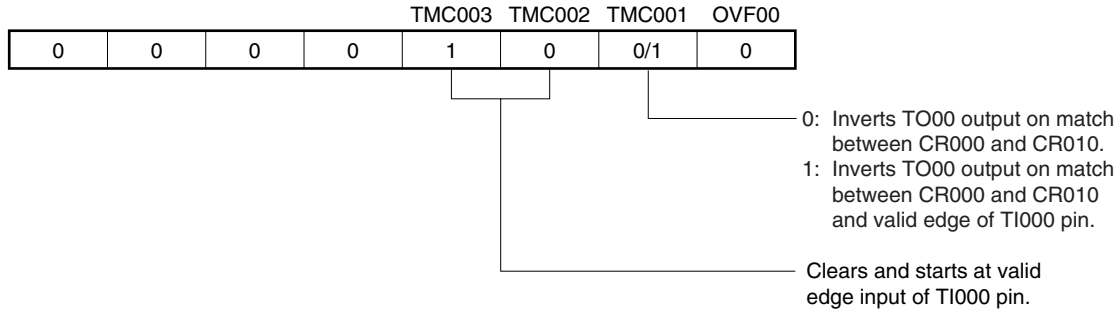 TMC003 TMC002 TMC001 OVF00
0 0 0 0 1 0 0/1 0
0: Inverts TO00 output on match
between CR000 and CR010.
1: Inverts TO00 output on match
between CR000 and CR010
and valid edge of TI000 pin.
Clears and starts at valid
edge input of TI000 pin.